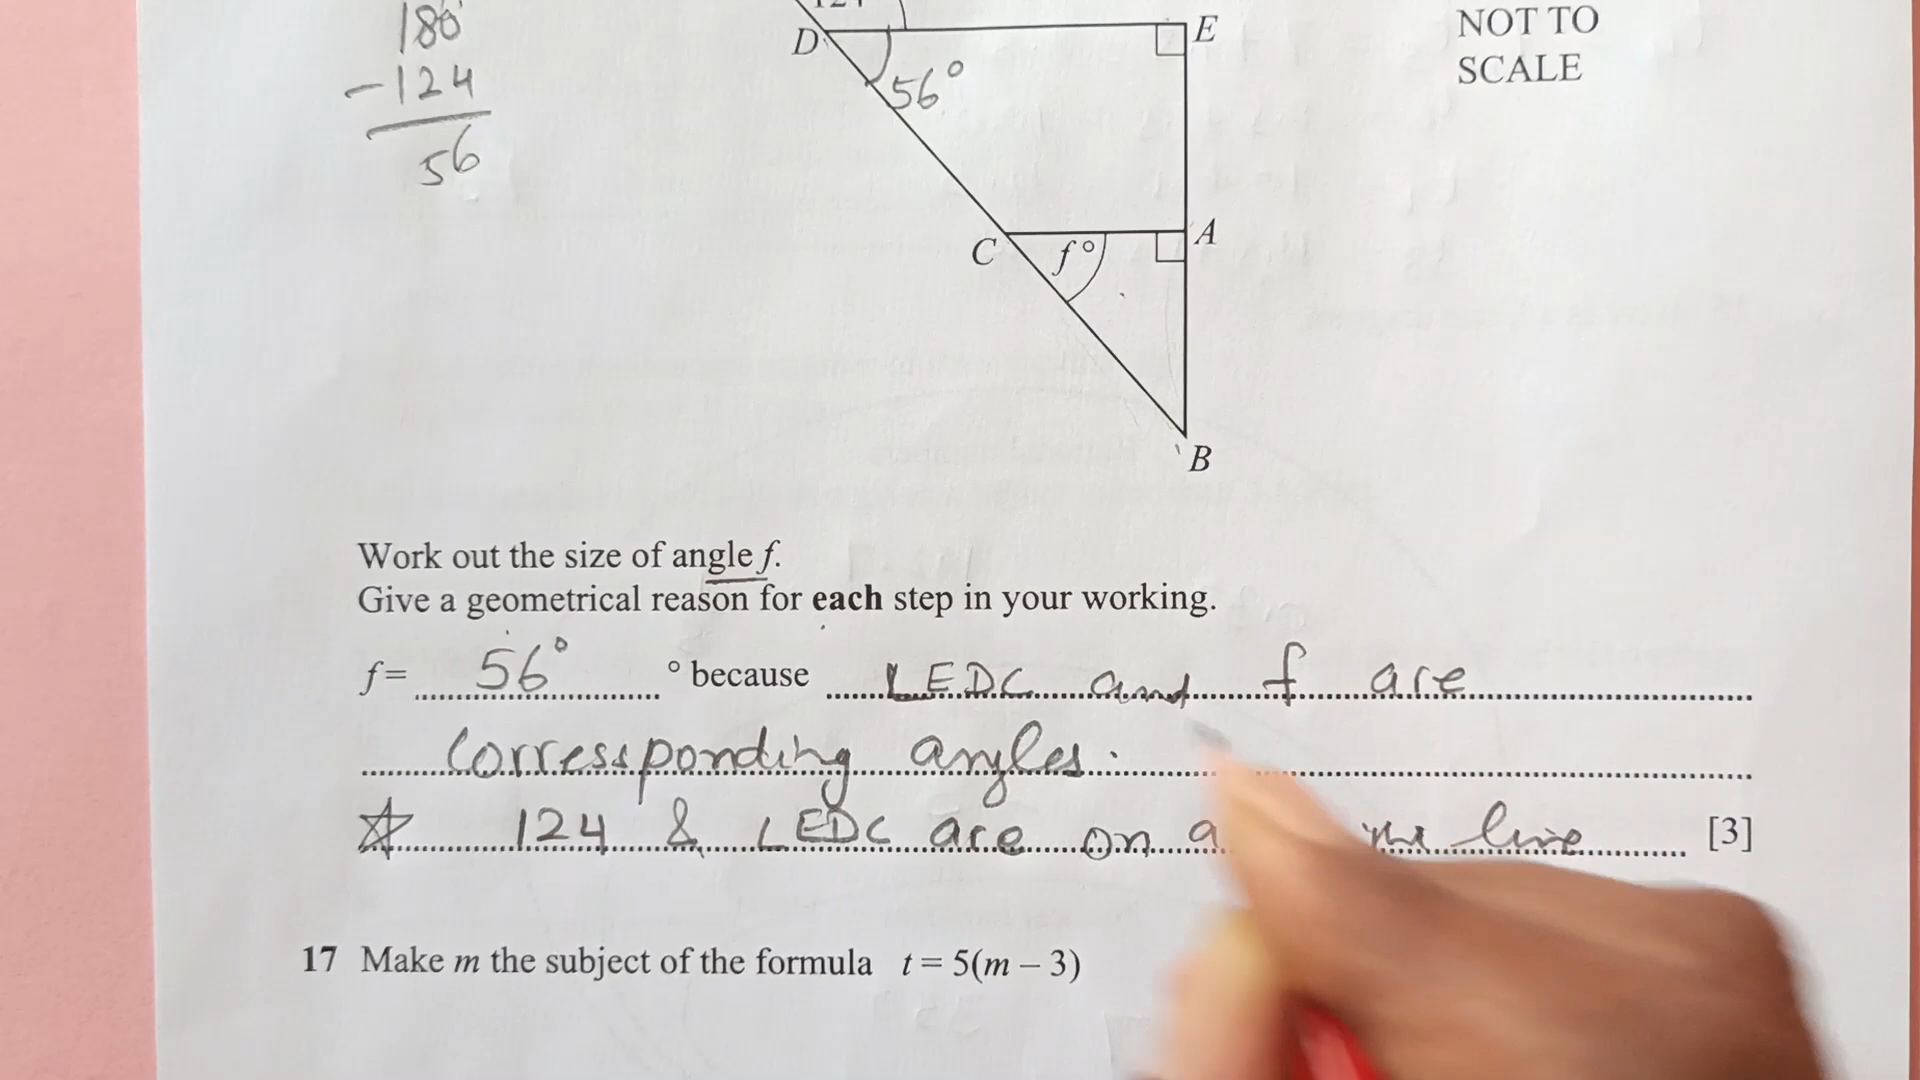 180
NOT TO
D
E
-124
SCALE
56°
56
C
f°
A
B
Work out the size of angle f.
Give a geometrical reason for each step in your working.
f= 56° ° because ∠EDC and f are
corressponding angles.
☆ 124 & ∠EDC are on line [3]
17 Make m the subject of the formula t = 5(m – 3)